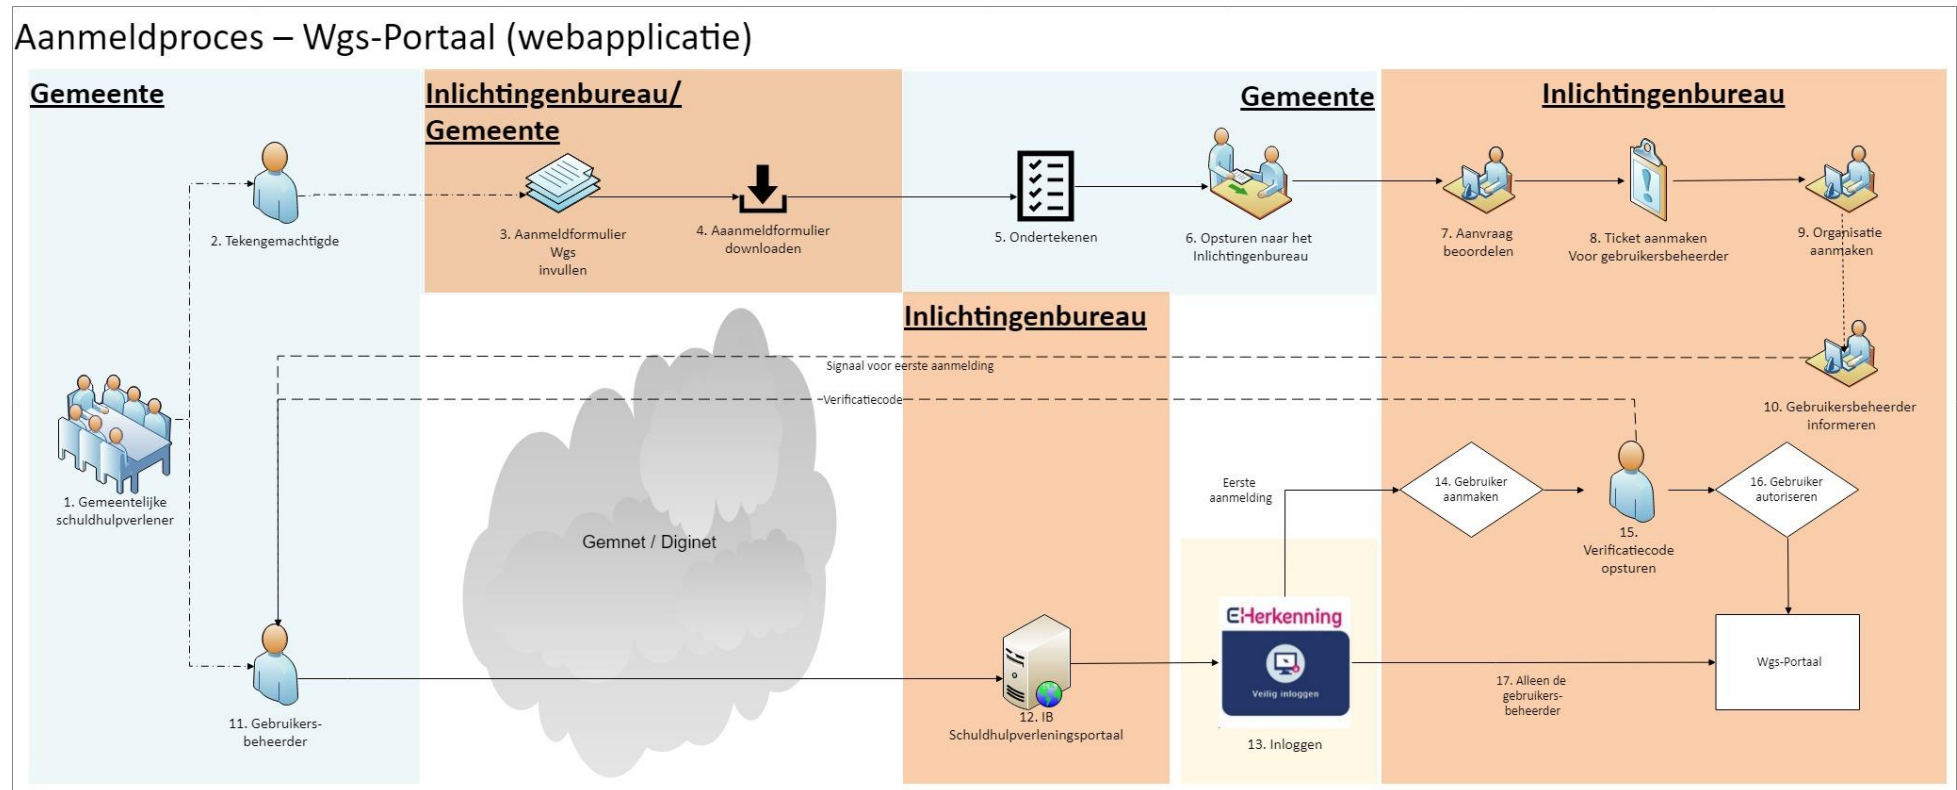 Aanmeldproces – Wgs-Portaal (webapplicatie)
Gemeente
Inlichtingenbureau/
Gemeente
Gemeente
Inlichtingenbureau
2. Tekengemachtigde
3. Aanmeldformulier
Wgs
invullen
4. Aaanmeldformulier
downloaden
5. Ondertekenen
6. Opsturen naar het
Inlichtingenbureau
7. Aanvraag
beoordelen
8. Ticket aanmaken
Voor gebruikersbeheerder
9. Organisatie
aanmaken
Inlichtingenbureau
Signaal voor eerste aanmelding
Verificatiecode
10. Gebruikersbeheerder
informeren
1. Gemeentelijke
schuldhulpverlener
Gemnet / Diginet
Eerste
aanmelding
14. Gebruiker
aanmaken
15.
Verificatiecode
opsturen
16. Gebruiker
autoriseren
11. Gebruikers-
beheerder
12. IB
Schuldhulpverleningsportaal
EHerkenning
Veilig inloggen
13. Inloggen
17. Alleen de
gebruikers-
beheerder
Wgs-Portaal